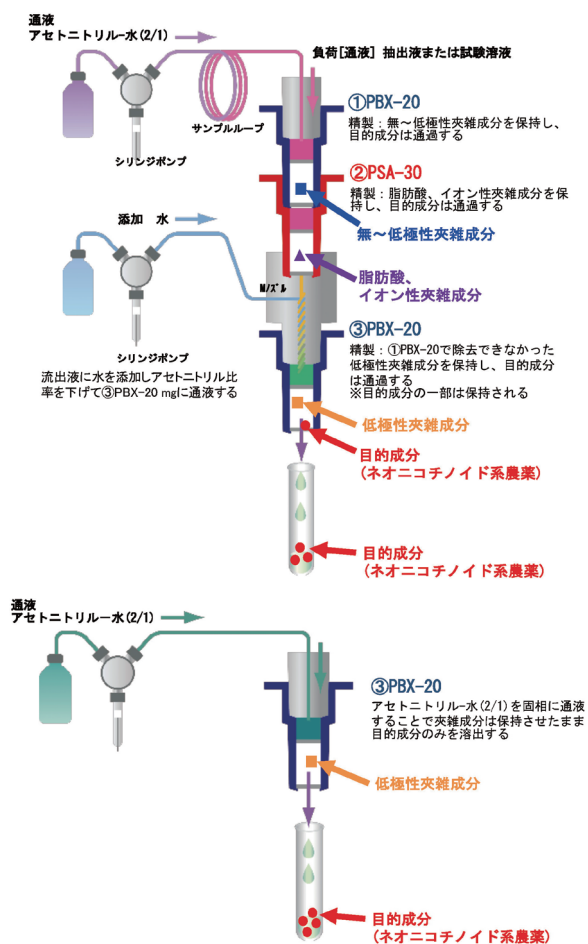 通液
アセトニトリル-水(2/1)
負荷[通液] 抽出液または試験溶液
サンプルループ
シリンジポンプ
①PBX-20
精製：無～低極性夾雑成分を保持し、
目的成分は通過する
②PSA-30
精製：脂肪酸、イオン性夾雑成分を保
持し、目的成分は通過する
無～低極性夾雑成分
添加 水
脂肪酸、
イオン性夾雑成分
Mﾉｽﾞﾙ
シリンジポンプ
③PBX-20
精製：①PBX-20で除去できなかった
低極性夾雑成分を保持し、目的成分
は通過する
※目的成分の一部は保持される
流出液に水を添加しアセトニトリル比
率を下げて③PBX-20 mgに通液する
低極性夾雑成分
目的成分
(ネオニコチノイド系農薬)
目的成分
(ネオニコチノイド系農薬)
通液
アセトニトリルー水(2/1)
③PBX-20
アセトニトリル-水(2/1)を固相に通液
することで夾雑成分は保持させたまま
目的成分のみを溶出する
低極性夾雑成分
目的成分
(ネオニコチノイド系農薬)